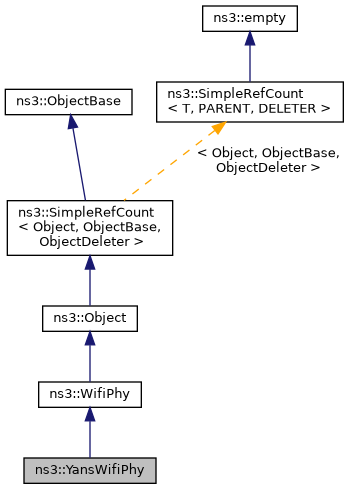 ns3::empty
ns3::SimpleRefCount
< T, PARENT, DELETER >
ns3::ObjectBase
< Object, ObjectBase,
ObjectDeleter >
ns3::SimpleRefCount
< Object, ObjectBase,
ObjectDeleter >
ns3::Object
ns3::WifiPhy
ns3::YansWifiPhy